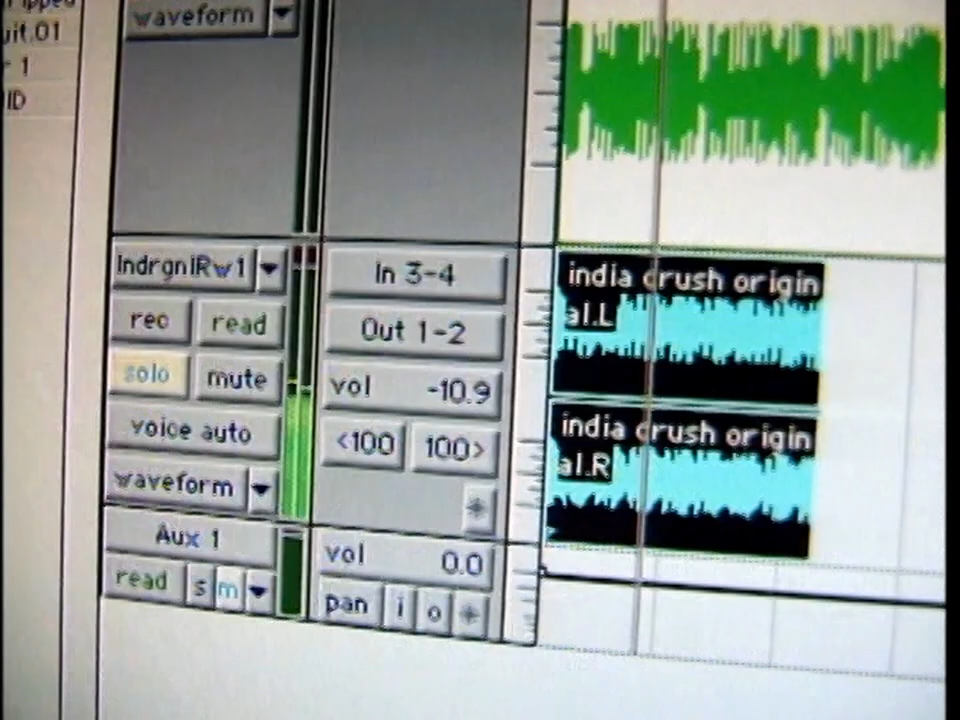 waveform
uit.01
r 1
ID
IndrgnlRw1
In 3-4
rec
read
Out 1-2
solo
mute
vol -10.9
voice auto
<100
100>
waveform
Aux 1
vol 0.0
read
s
m
pan
i
o
india crush origin
al.L
india crush origin
al.R